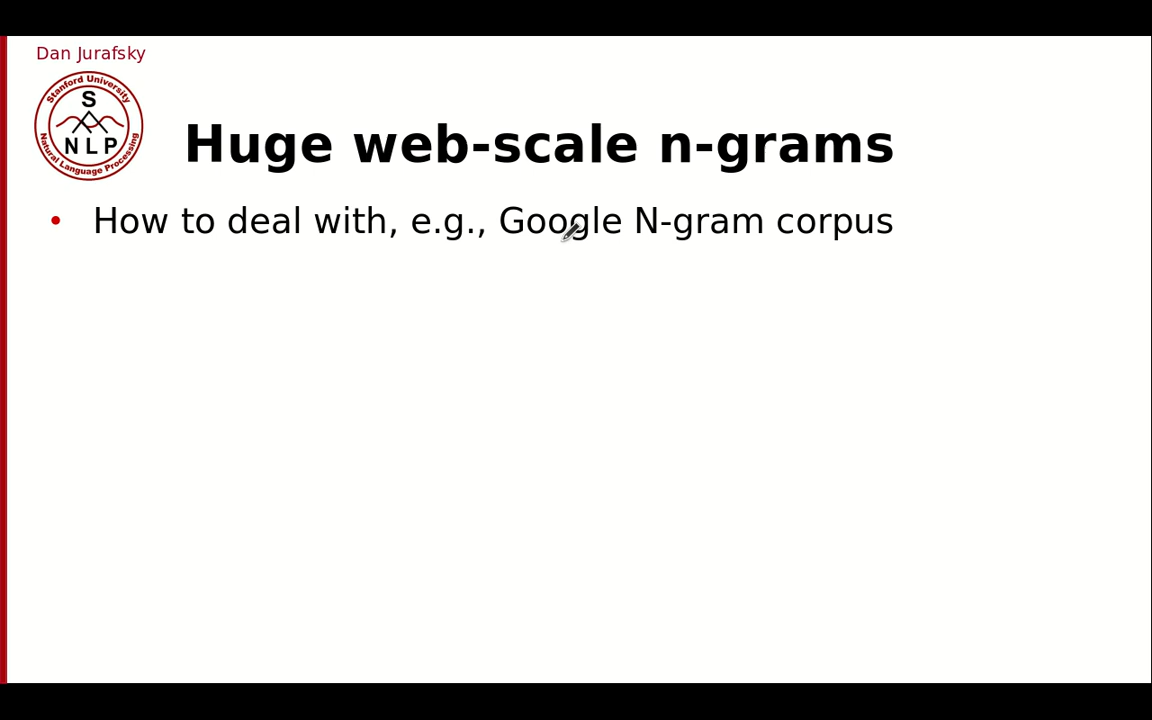 Dan Jurafsky
Stanford University
S
NLP
Natural Language Processing
Huge web-scale n-grams
• How to deal with, e.g., Google N-gram corpus